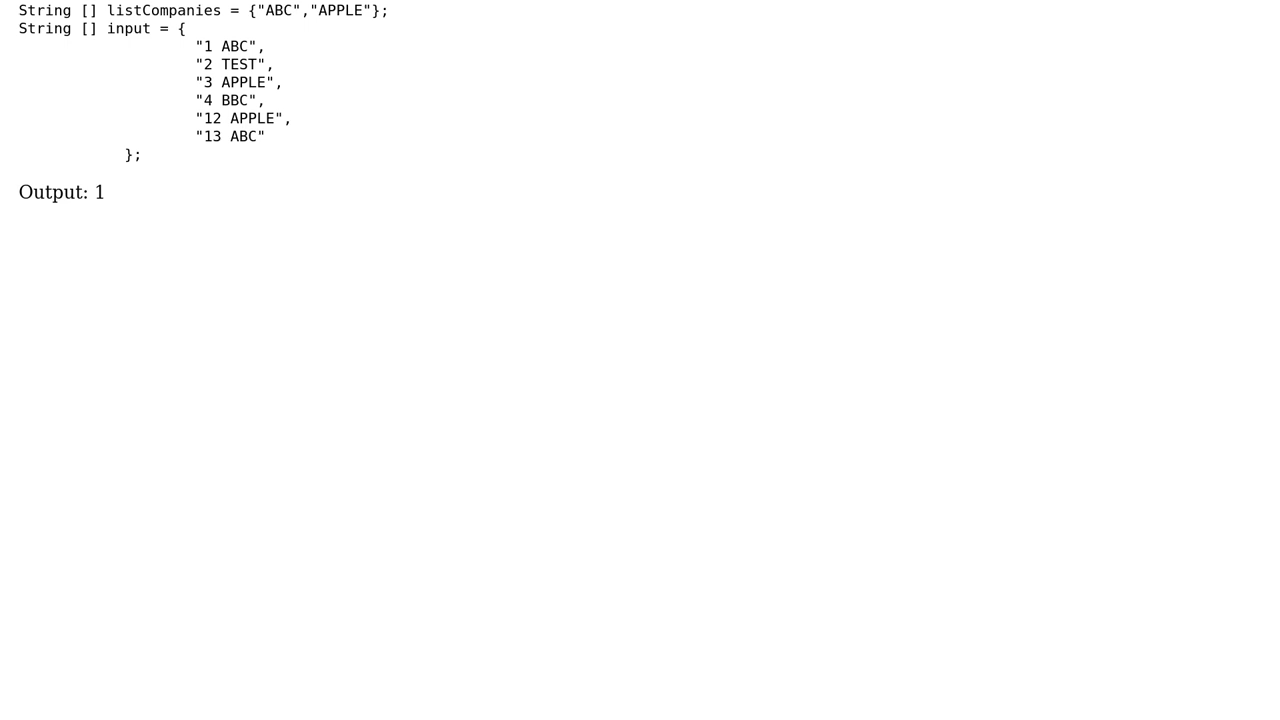 String [] listCompanies = {"ABC","APPLE"};
String [] input = {
"1 ABC",
"2 TEST",
"3 APPLE",
"4 BBC",
"12 APPLE",
"13 ABC"
};
Output: 1